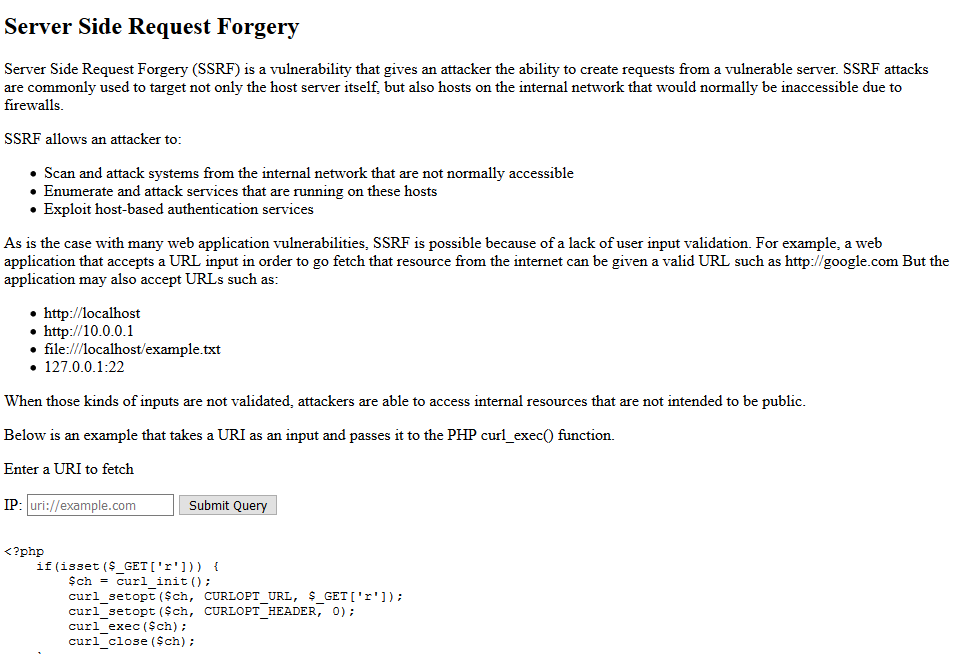 Server Side Request Forgery
Server Side Request Forgery (SSRF) is a vulnerability that gives an attacker the ability to create requests from a vulnerable server. SSRF attacks
are commonly used to target not only the host server itself, but also hosts on the internal network that would normally be inaccessible due to
firewalls.
SSRF allows an attacker to:
• Scan and attack systems from the internal network that are not normally accessible
• Enumerate and attack services that are running on these hosts
• Exploit host-based authentication services
As is the case with many web application vulnerabilities, SSRF is possible because of a lack of user input validation. For example, a web
application that accepts a URL input in order to go fetch that resource from the internet can be given a valid URL such as http://google.com But the
application may also accept URLs such as:
• http://localhost
• http://10.0.0.1
• file:///localhost/example.txt
• 127.0.0.1:22
When those kinds of inputs are not validated, attackers are able to access internal resources that are not intended to be public.
Below is an example that takes a URI as an input and passes it to the PHP curl_exec() function.
Enter a URI to fetch
IP: uri://example.com Submit Query
<?php
    if(isset($_GET['r'])) {
        $ch = curl_init();
        curl_setopt($ch, CURLOPT_URL, $_GET['r']);
        curl_setopt($ch, CURLOPT_HEADER, 0);
        curl_exec($ch);
        curl_close($ch);